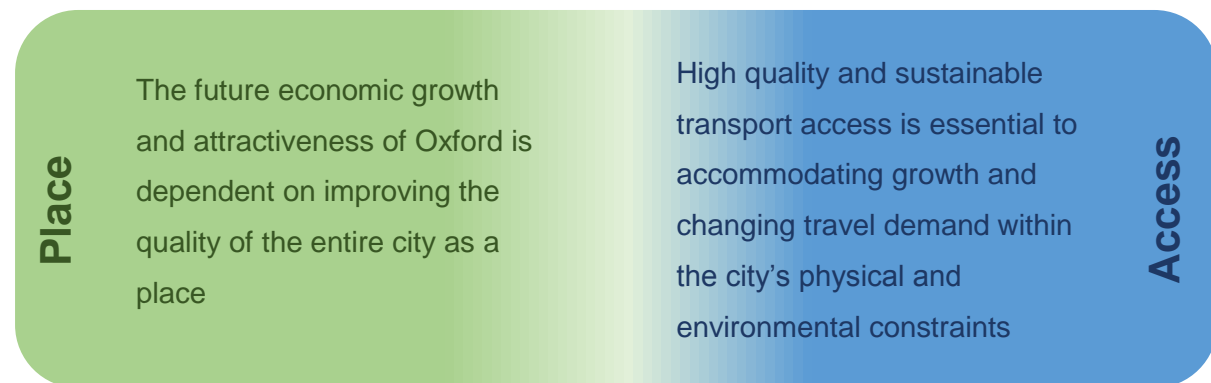 Place
The future economic growth
and attractiveness of Oxford is
dependent on improving the
quality of the entire city as a
place
High quality and sustainable
transport access is essential to
accommodating growth and
changing travel demand within
the city’s physical and
environmental constraints
Access